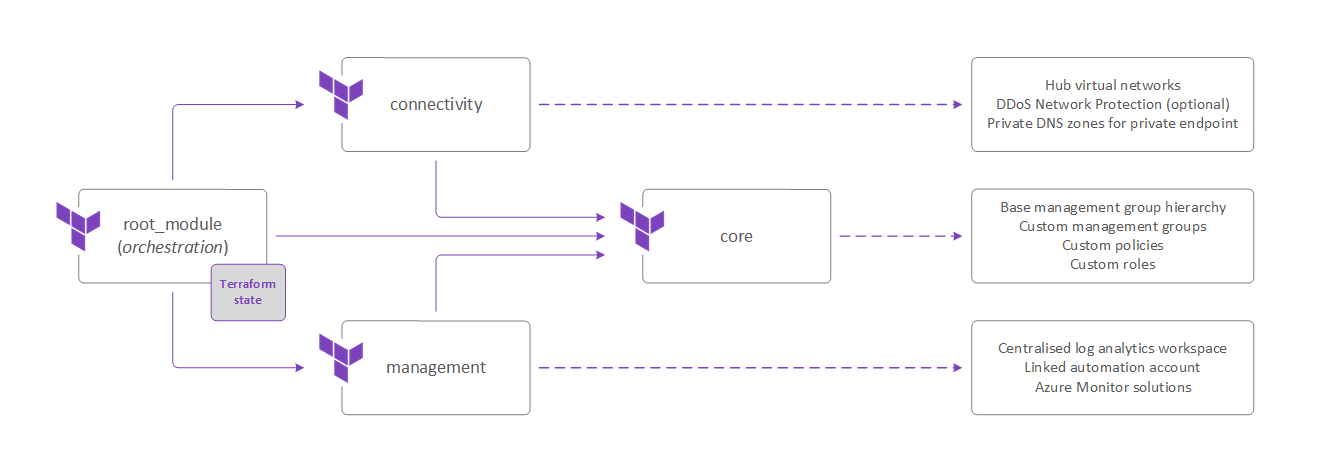 connectivity
Hub virtual networks
DDoS Network Protection (optional)
Private DNS zones for private endpoint
root_module
(orchestration)
Terraform
state
core
Base management group hierarchy
Custom management groups
Custom policies
Custom roles
management
Centralised log analytics workspace
Linked automation account
Azure Monitor solutions